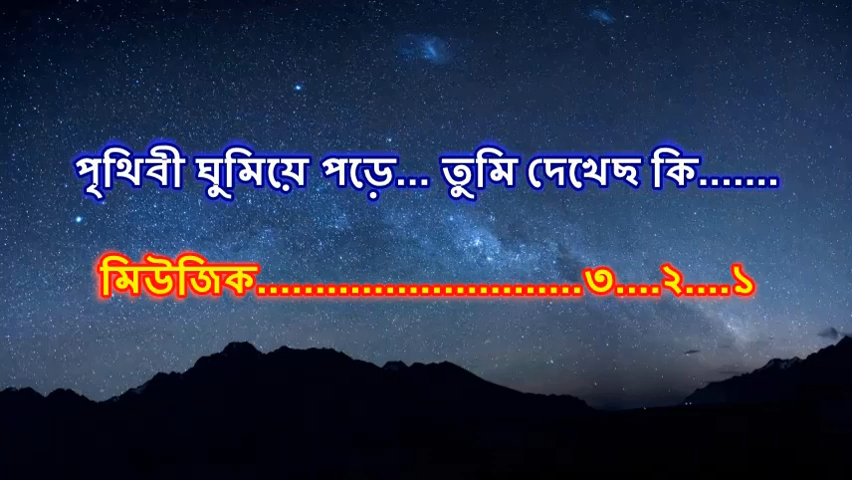 পৃথিবী ঘুমিয়ে পড়ে... তুমি দেখেছ কি.......
মিউজিক............................৩....২....১